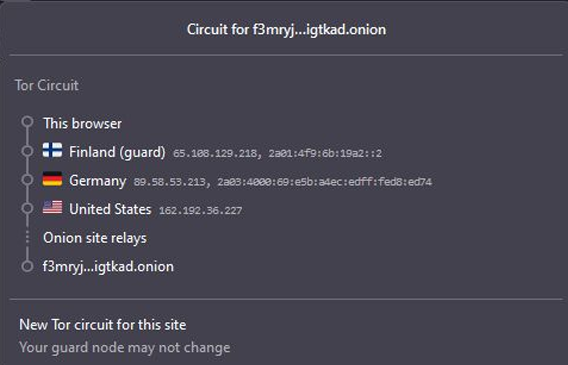 Circuit for f3mryj...igtkad.onion
Tor Circuit
This browser
Finland (guard) 65.108.129.218, 2a01:4f9:6b:19a2::2
Germany 89.58.53.213, 2a03:4000:69:e5b:a4ec:edff:fed8:ed74
United States 162.192.36.227
Onion site relays
f3mryj...igtkad.onion
New Tor circuit for this site
Your guard node may not change